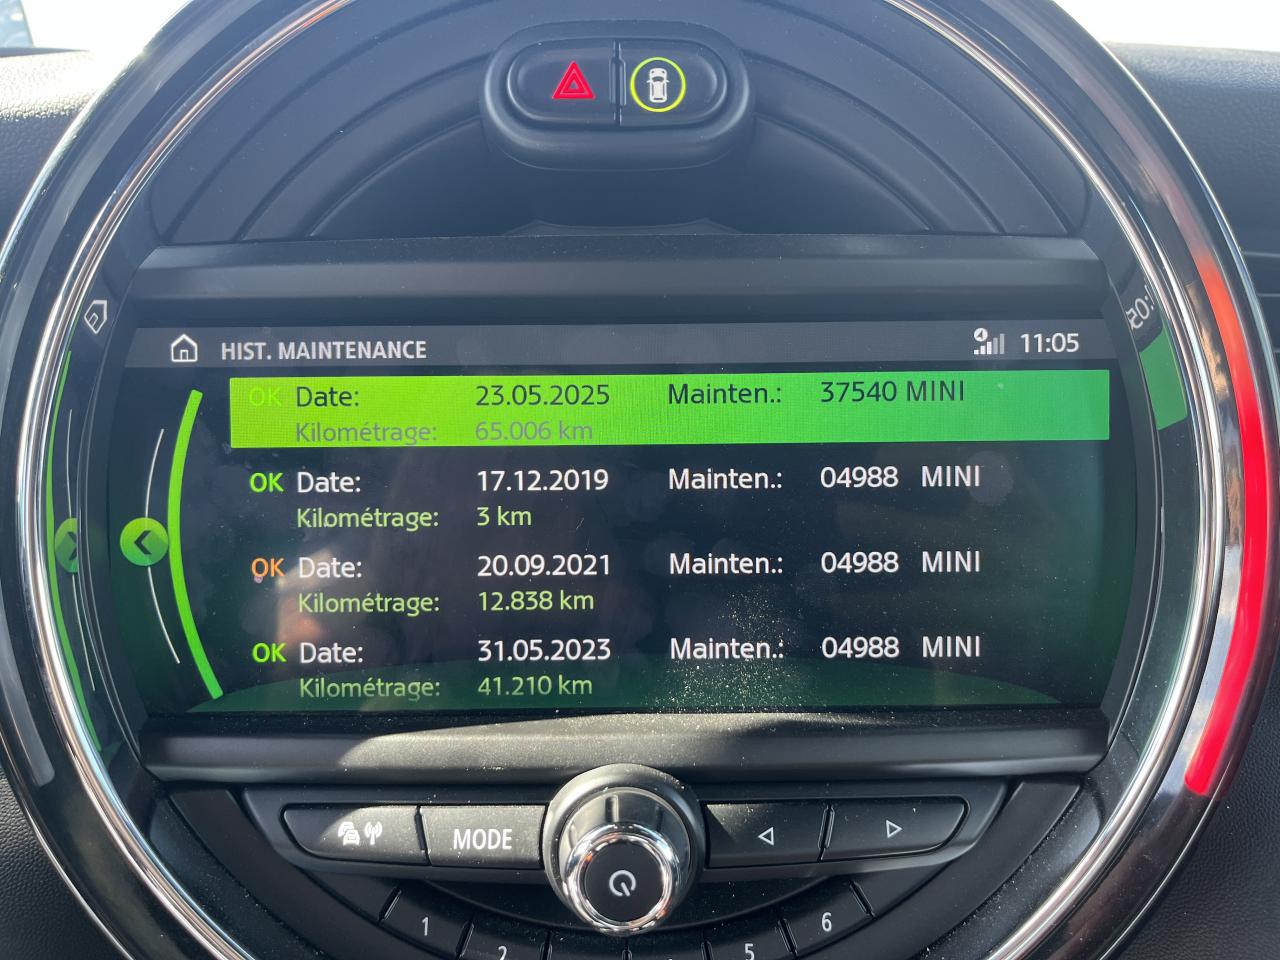 HIST. MAINTENANCE 11:05
OK Date: 23.05.2025 Mainten.: 37540 MINI
Kilométrage: 65.006 km
OK Date: 17.12.2019 Mainten.: 04988 MINI
Kilométrage: 3 km
OK Date: 20.09.2021 Mainten.: 04988 MINI
Kilométrage: 12.838 km
OK Date: 31.05.2023 Mainten.: 04988 MINI
Kilométrage: 41.210 km
MODE
1 2 5 6